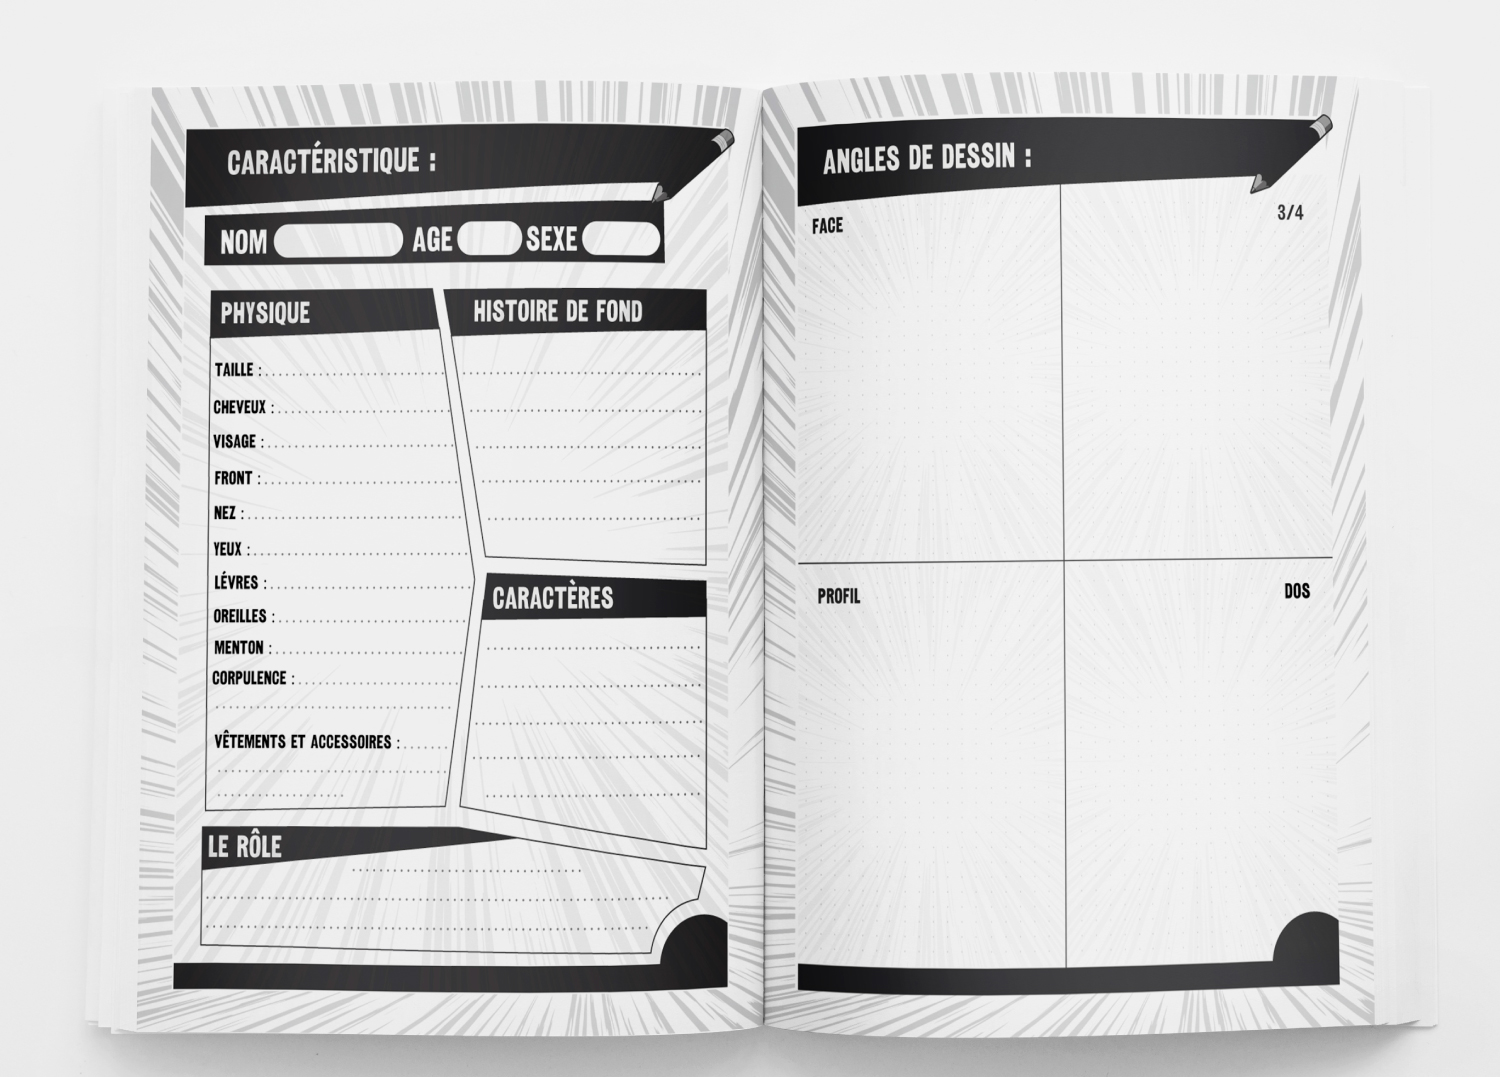 CARACTÉRISTIQUE :
NOM AGE SEXE
PHYSIQUE
TAILLE :
CHEVEUX :
VISAGE :
FRONT :
NEZ :
YEUX :
LÉVRES :
OREILLES :
MENTON :
CORPULENCE :
VÊTEMENTS ET ACCESSOIRES :
HISTOIRE DE FOND
CARACTÈRES
LE RÔLE
ANGLES DE DESSIN :
FACE
3/4
PROFIL
DOS